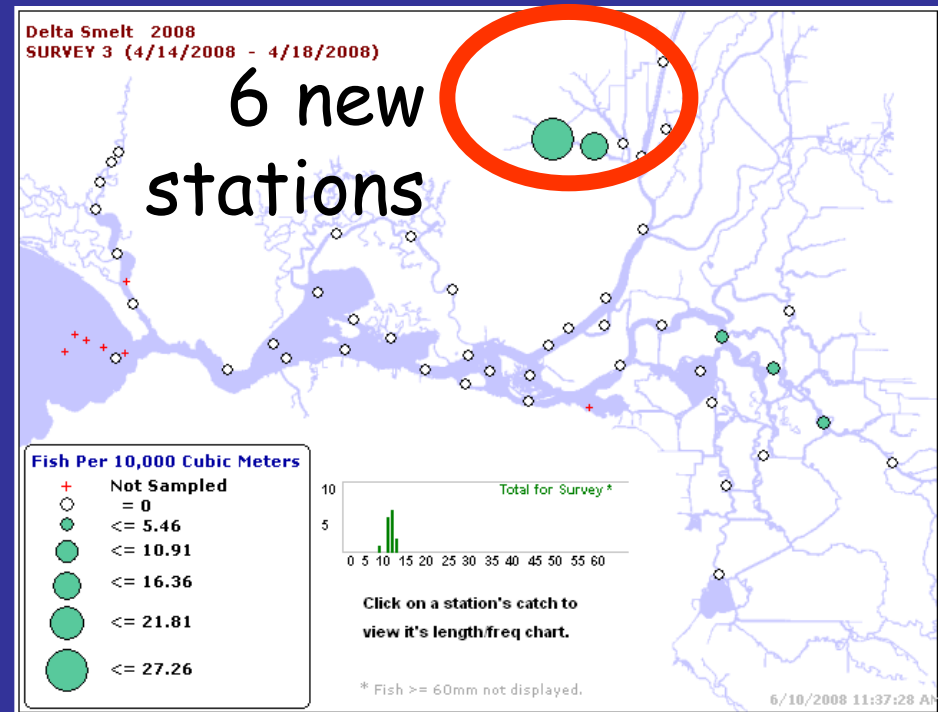 Delta Smelt 2008
SURVEY 3 (4/14/2008 - 4/18/2008)
6 new
stations
Fish Per 10,000 Cubic Meters
+ Not Sampled
= 0
<= 5.46
<= 10.91
<= 16.36
<= 21.81
<= 27.26
Total for Survey *
10
5
0 5 10 15 20 25 30 35 40 45 50 55 60
Click on a station's catch to
view it's length/freq chart.
* Fish >= 60mm not displayed.
6/10/2008 11:37:28 AM